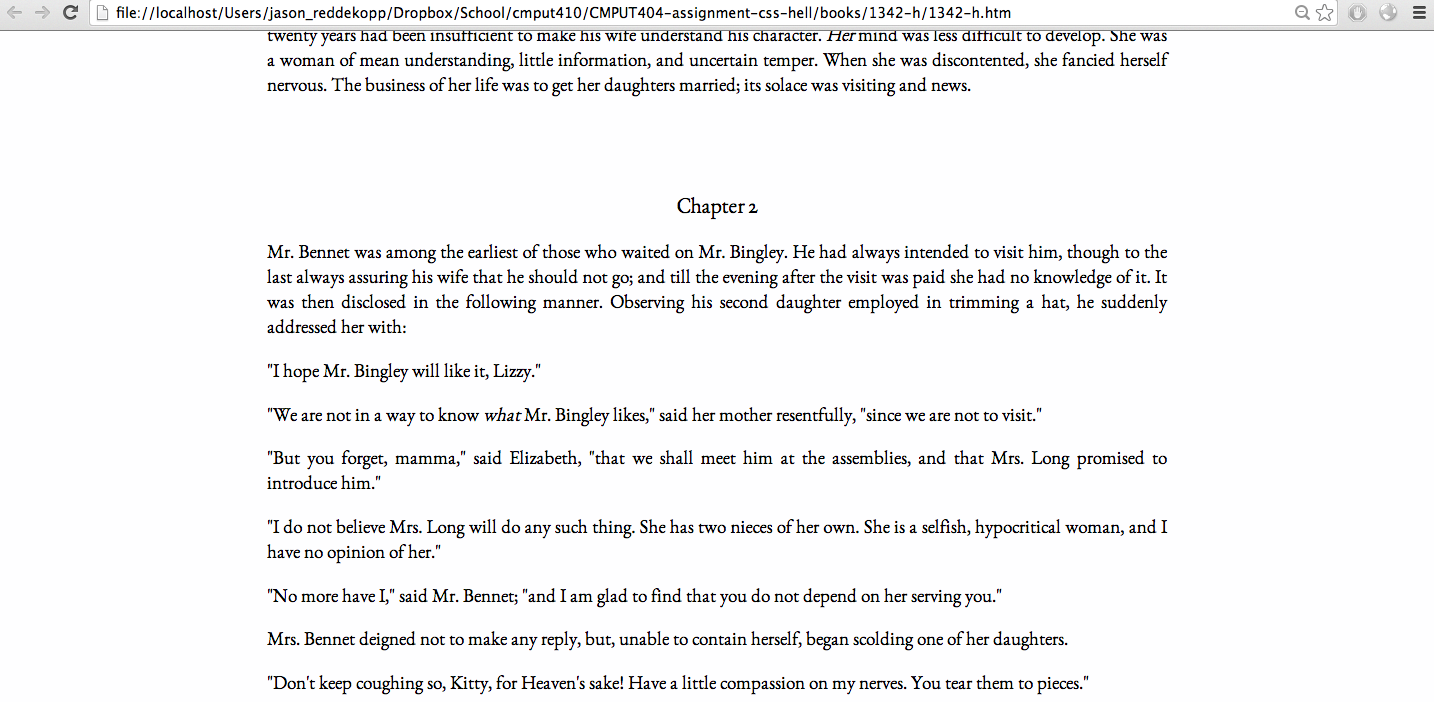 file://localhost/Users/jason_reddekopp/Dropbox/School/cmput410/CMPUT404-assignment-css-hell/books/1342-h/1342-h.htm
twenty years had been insufficient to make his wife understand his character. Her mind was less difficult to develop. She was
a woman of mean understanding, little information, and uncertain temper. When she was discontented, she fancied herself
nervous. The business of her life was to get her daughters married; its solace was visiting and news.
Chapter 2
Mr. Bennet was among the earliest of those who waited on Mr. Bingley. He had always intended to visit him, though to the
last always assuring his wife that he should not go; and till the evening after the visit was paid she had no knowledge of it. It
was then disclosed in the following manner. Observing his second daughter employed in trimming a hat, he suddenly
addressed her with:
"I hope Mr. Bingley will like it, Lizzy."
"We are not in a way to know what Mr. Bingley likes," said her mother resentfully, "since we are not to visit."
"But you forget, mamma," said Elizabeth, "that we shall meet him at the assemblies, and that Mrs. Long promised to
introduce him."
"I do not believe Mrs. Long will do any such thing. She has two nieces of her own. She is a selfish, hypocritical woman, and I
have no opinion of her."
"No more have I," said Mr. Bennet; "and I am glad to find that you do not depend on her serving you."
Mrs. Bennet deigned not to make any reply, but, unable to contain herself, began scolding one of her daughters.
"Don't keep coughing so, Kitty, for Heaven's sake! Have a little compassion on my nerves. You tear them to pieces."